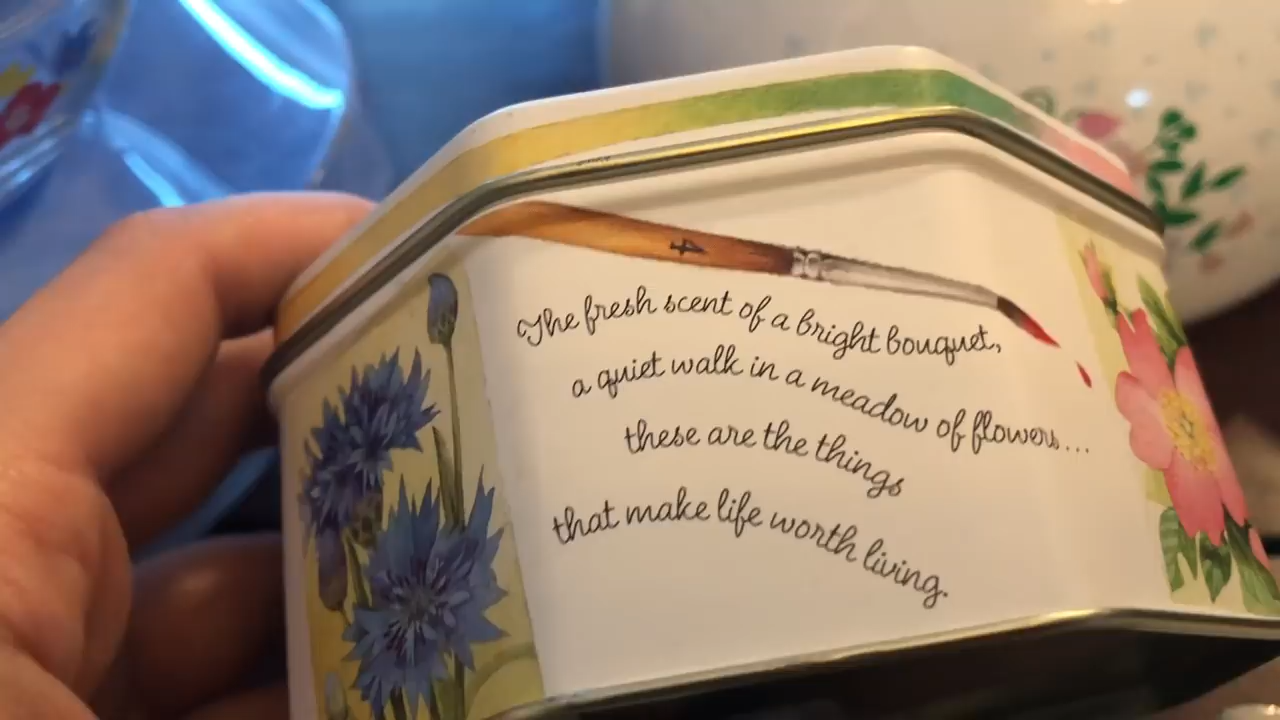 4
The fresh scent of a bright bouquet,
a quiet walk in a meadow of flowers...
these are the things
that make life worth living.